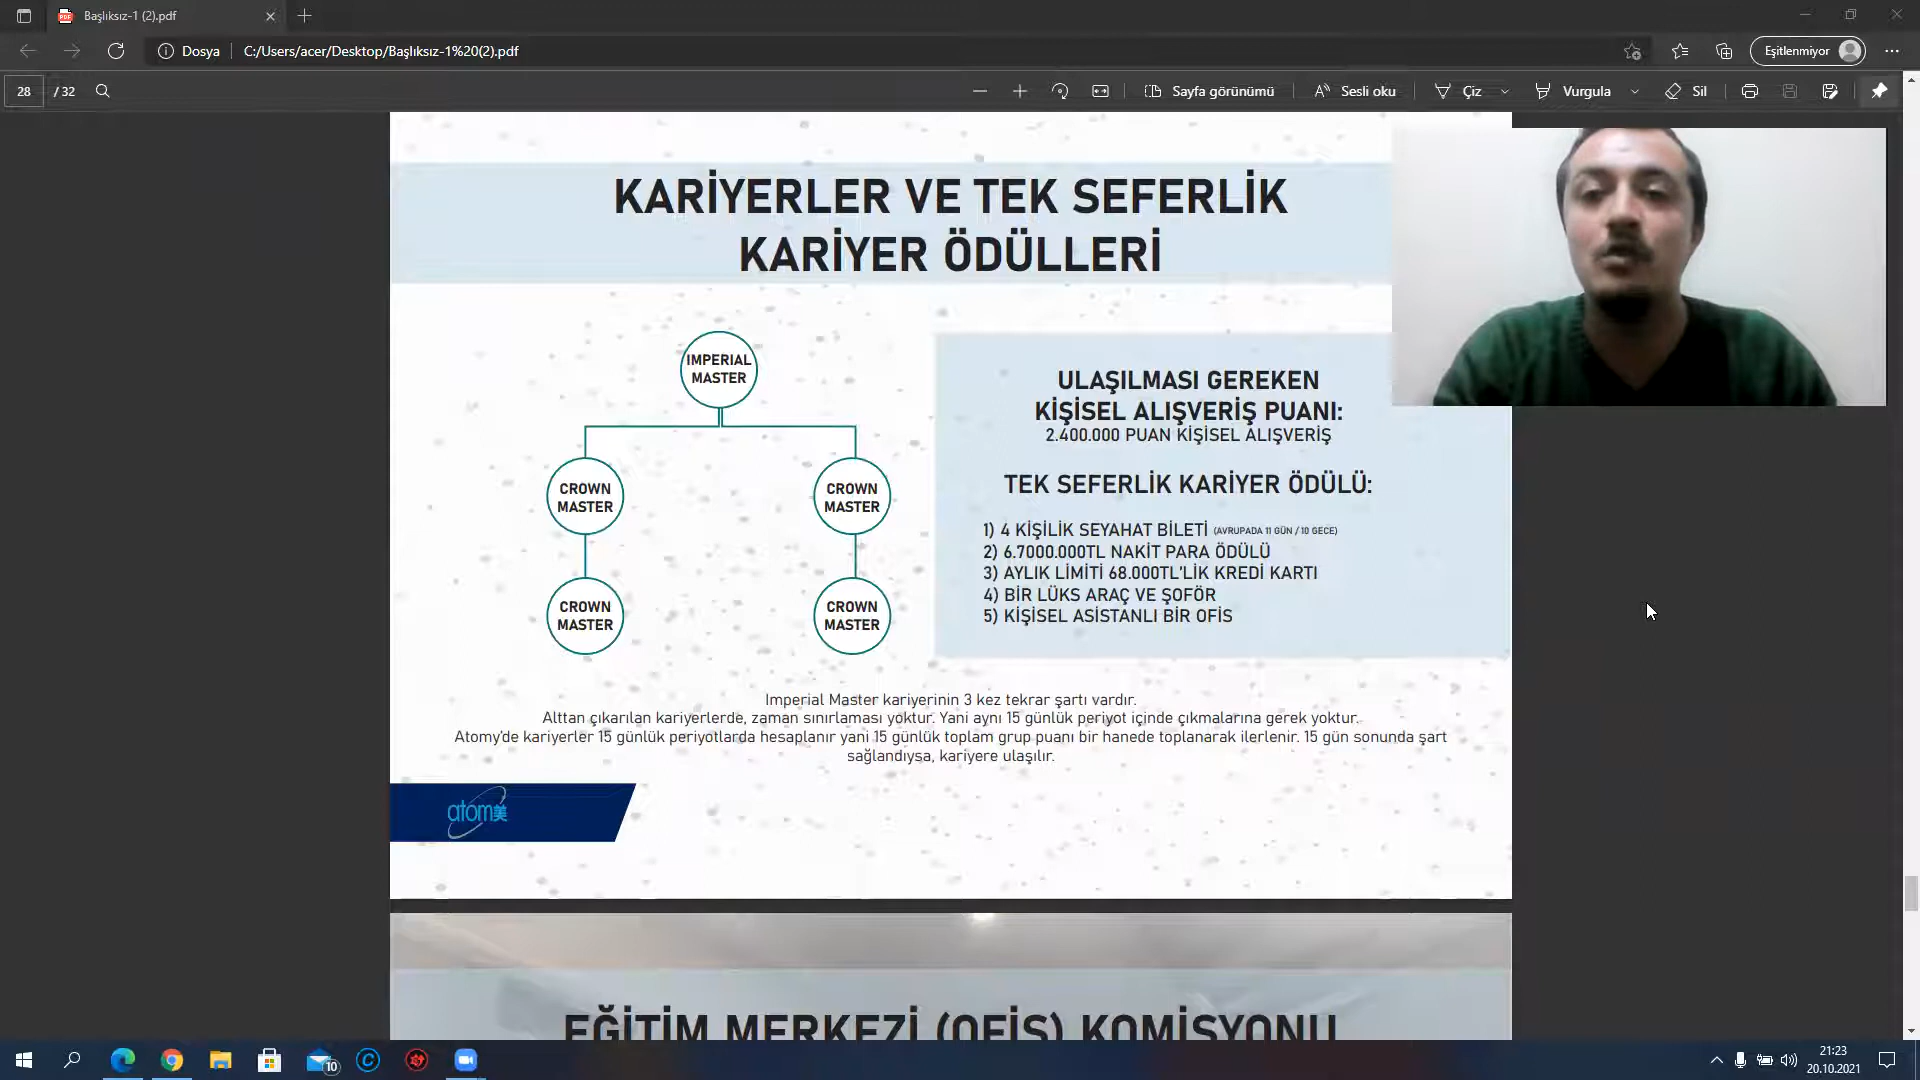 Başlıksız-1 (2).pdf
Dosya
C:/Users/acer/Desktop/Başlıksız-1%20(2).pdf
Eşitlenmiyor
28 / 32
Sayfa görünümü
Sesli oku
Çiz
Vurgula
Sil
KARİYERLER VE TEK SEFERLİK
KARİYER ÖDÜLLERİ
IMPERIAL
MASTER
CROWN
MASTER
CROWN
MASTER
CROWN
MASTER
CROWN
MASTER
ULAŞILMASI GEREKEN
KİŞİSEL ALIŞVERİŞ PUANI:
2.400.000 PUAN KİŞİSEL ALIŞVERİŞ
TEK SEFERLİK KARİYER ÖDÜLÜ:
1) 4 KİŞİLİK SEYAHAT BİLETİ (AVRUPADA 11 GÜN / 10 GECE)
2) 6.7000.000TL NAKİT PARA ÖDÜLÜ
3) AYLIK LİMİTİ 68.000TL'LİK KREDİ KARTI
4) BİR LÜKS ARAÇ VE ŞOFÖR
5) KİŞİSEL ASİSTANLI BİR OFİS
Imperial Master kariyerinin 3 kez tekrar şartı vardır.
Alttan çıkarılan kariyerlerde, zaman sınırlaması yoktur. Yani aynı 15 günlük periyot içinde çıkmalarına gerek yoktur.
Atomy'de kariyerler 15 günlük periyotlarda hesaplanır yani 15 günlük toplam grup puanı bir hanede toplanarak ilerlenir. 15 gün sonunda şart
sağlandıysa, kariyere ulaşılır.
atom美
EĞİTİM MERKEZİ (OFİS) KOMİSYONU
10
21:23
20.10.2021